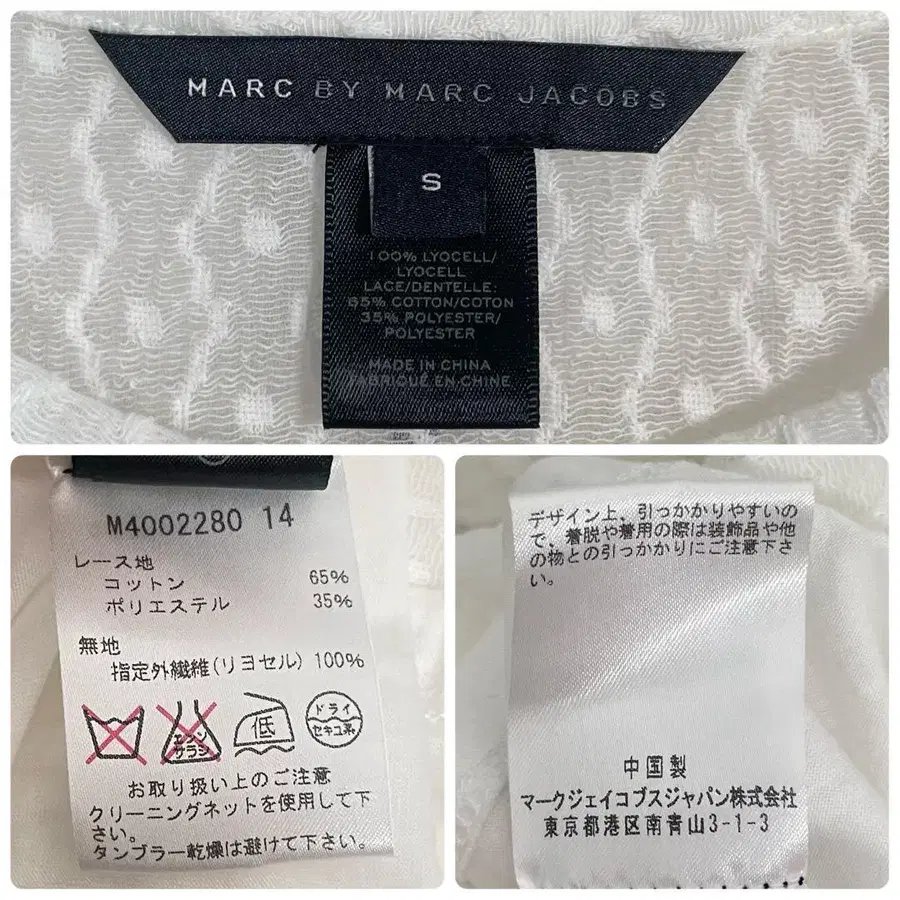 MARC BY MARC JACOBS
S
100% LYOCELL/
LYOCELL
LACE/DENTELLE:
65% COTTON/COTON
35% POLYESTER/
POLYESTER
MADE IN CHINA
FABRIQUÉ EN CHINE
M4002280 14
レース地
コットン 65%
ポリエステル 35%
無地
指定外繊維(リヨセル) 100%
エンソ
サラシ
低
ドライ
セキユ系
お取り扱い上のご注意
クリーニングネットを使用して下
さい。
タンブラー乾燥は避けて下さい。
デザイン上、引っかかりやすいの
で、着脱や着用の際は装飾品や他
の物との引っかかりにご注意下さ
い。
中国製
マークジェイコブスジャパン株式会社
東京都港区南青山3-1-3